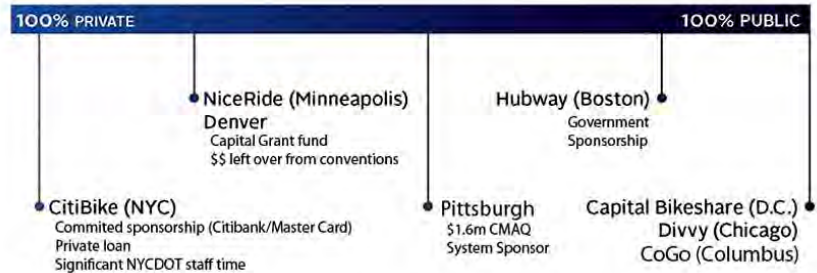 100% PRIVATE
100% PUBLIC
NiceRide (Minneapolis)
Denver
Capital Grant fund
$$ left over from conventions
Hubway (Boston)
Government
Sponsorship
CitiBike (NYC)
Commited sponsorship (Citibank/Master Card)
Private loan
Significant NYCDOT staff time
Pittsburgh
$1.6m CMAQ
System Sponsor
Capital Bikeshare (D.C.)
Divvy (Chicago)
CoGo (Columbus)